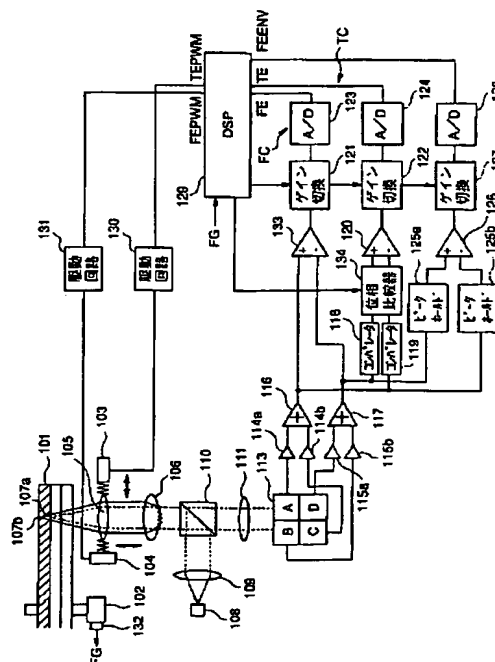 131
駆動回路
130
駆動回路
FEPWM
TEPWM
129
DSP
FG
FE
TE
FEENV
FC
TC
A/D
123
A/D
124
A/D
ゲイン切換
121
ゲイン切換
122
ゲイン切換
127
133
120
126
134
位相比較器
118
コンパレータ
119
コンパレータ
125a
ピークホールド
125b
ピークホールド
116
117
114a
114b
115a
115b
113
A
B
C
D
101
107a
107b
105
103
104
106
110
111
109
108
102
132
FG